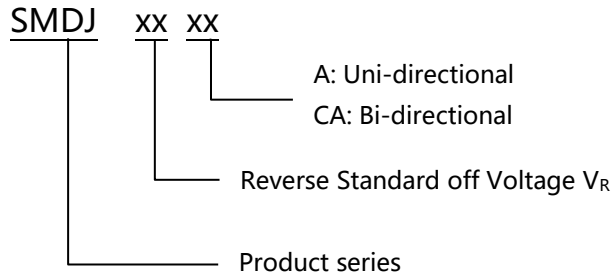 SMDJ xx xx
A: Uni-directional
CA: Bi-directional
Reverse Standard off Voltage VR
Product series